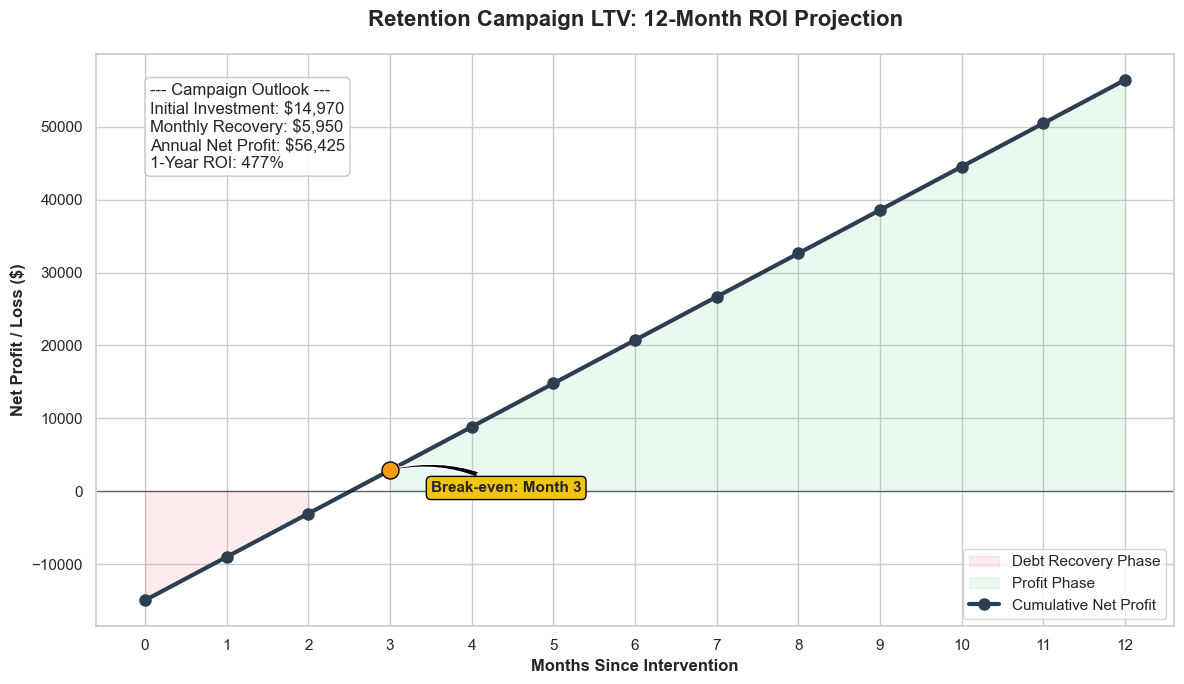 Retention Campaign LTV: 12-Month ROI Projection
--- Campaign Outlook ---
Initial Investment: $14,970
Monthly Recovery: $5,950
Annual Net Profit: $56,425
1-Year ROI: 477%
Net Profit / Loss ($)
50000
40000
30000
20000
10000
0
−10000
Break-even: Month 3
Debt Recovery Phase
Profit Phase
Cumulative Net Profit
0 1 2 3 4 5 6 7 8 9 10 11 12
Months Since Intervention